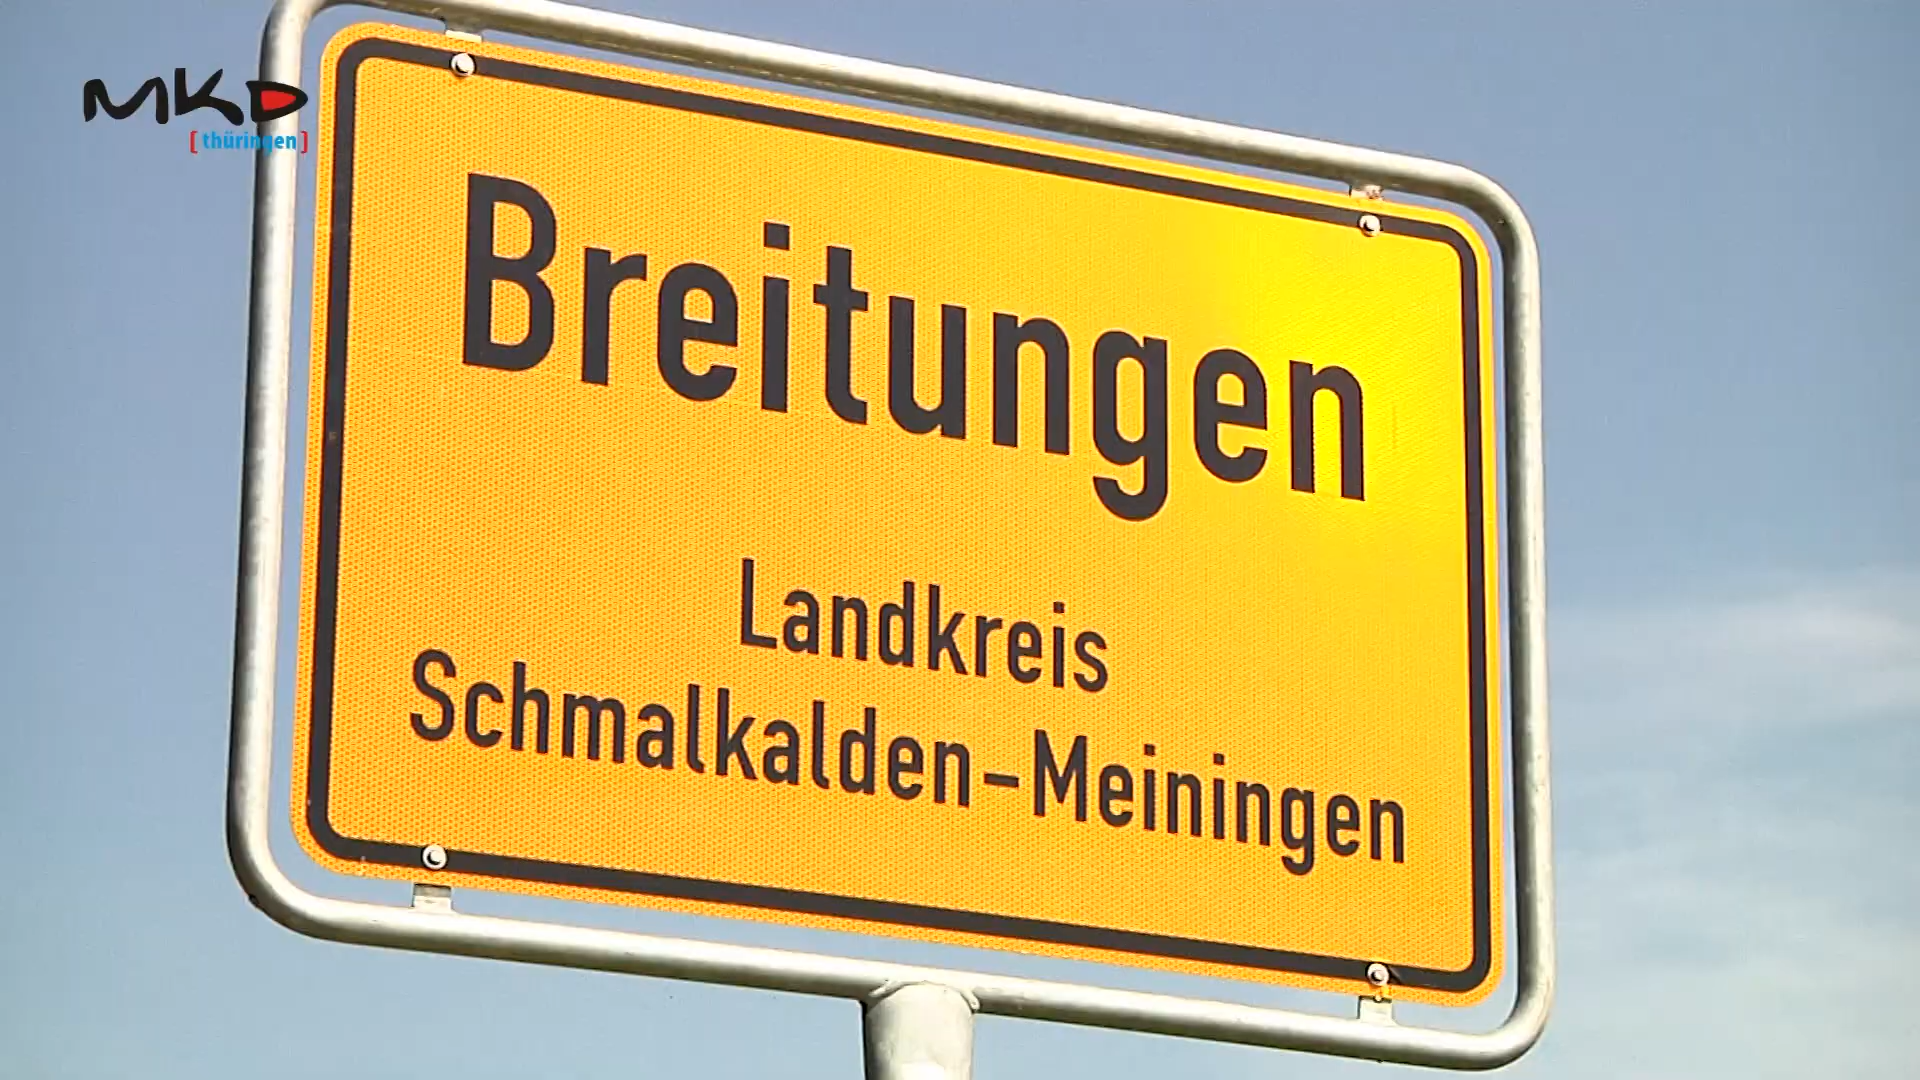 MKD
[thüringen]
Breitungen
Landkreis
Schmalkalden-Meiningen